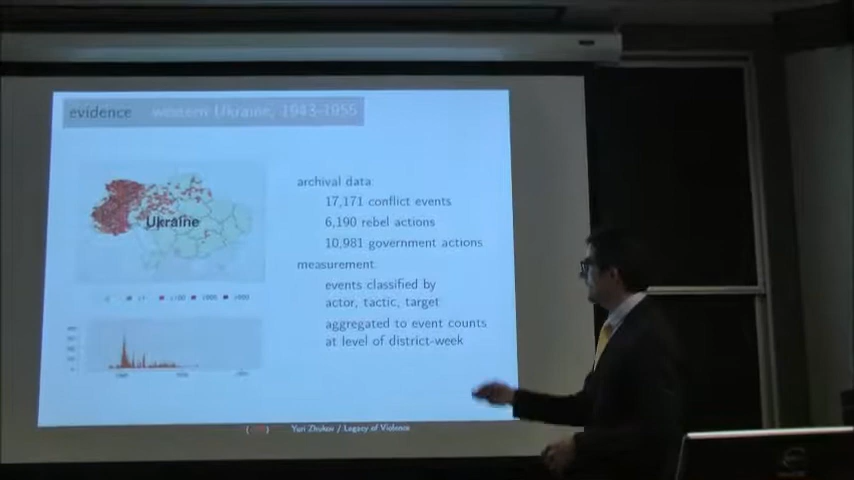 evidence western Ukraine, 1943-1955
archival data:
17,171 conflict events
6,190 rebel actions
10,981 government actions
measurement:
events classified by
actor, tactic, target
aggregated to event counts
at level of district-week
Ukraine
Yuri Zhukov / Legacy of Violence